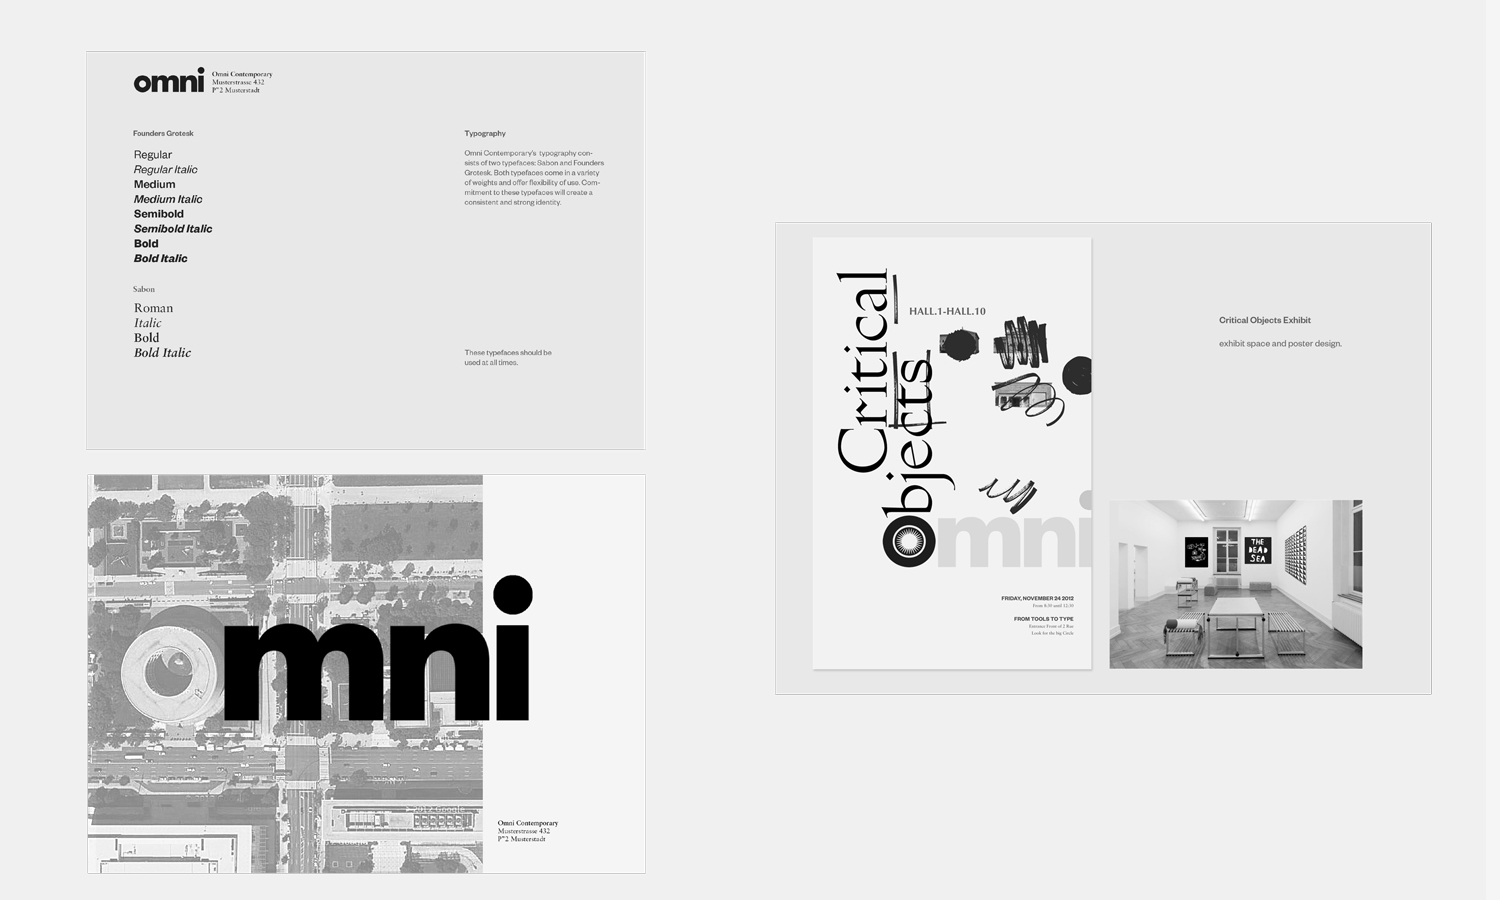 omni
Omni Contemporary
Musterstrasse 432
P"2 Musterstadt
Founders Grotesk
Regular
Regular Italic
Medium
Medium Italic
Semibold
Semibold Italic
Bold
Bold Italic
Sabon
Roman
Italic
Bold
Bold Italic
Typography
Omni Contemporary's typography con-
sists of two typefaces: Sabon and Founders
Grotesk. Both typefaces come in a variety
of weights and offer flexibility of use. Com-
mitment to these typefaces will create a
consistent and strong identity.
These typefaces should be
used at all times.
mni
Omni Contemporary
Musterstrasse 432
P"2 Musterstadt
Critical
Objects
HALL.1-HALL.10
omni
FRIDAY, NOVEMBER 24 2012
From 8:30 until 12:30
FROM TOOLS TO TYPE
Entrance Front of 2 Rue
Look for the big Circle
Critical Objects Exhibit
exhibit space and poster design.
THE
DEAD
SEA